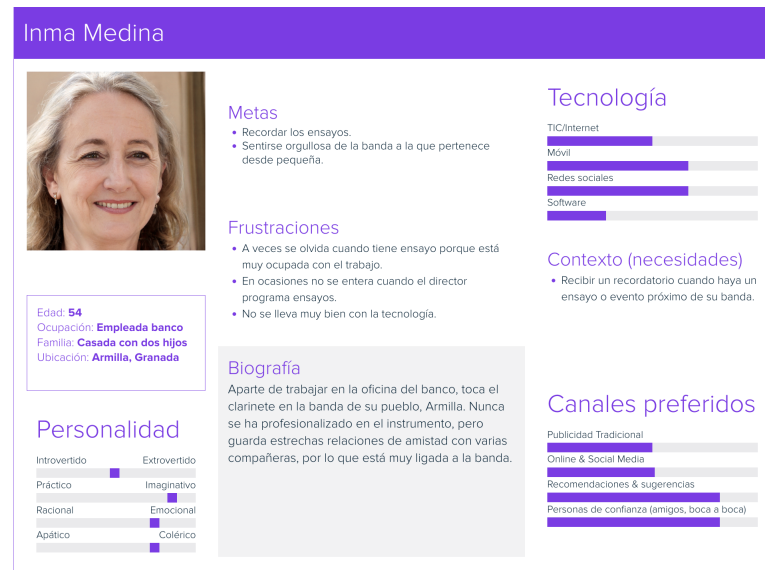 Inma Medina
Edad: 54
Ocupación: Empleada banco
Familia: Casada con dos hijos
Ubicación: Armilla, Granada
Personalidad
Introvertido Extrovertido
Práctico Imaginativo
Racional Emocional
Apático Colérico
Metas
• Recordar los ensayos.
• Sentirse orgullosa de la banda a la que pertenece
desde pequeña.
Frustraciones
• A veces se olvida cuando tiene ensayo porque está
muy ocupada con el trabajo.
• En ocasiones no se entera cuando el director
programa ensayos.
• No se lleva muy bien con la tecnología.
Biografía
Aparte de trabajar en la oficina del banco, toca el
clarinete en la banda de su pueblo, Armilla. Nunca
se ha profesionalizado en el instrumento, pero
guarda estrechas relaciones de amistad con varias
compañeras, por lo que está muy ligada a la banda.
Tecnología
TIC/Internet
Móvil
Redes sociales
Software
Contexto (necesidades)
• Recibir un recordatorio cuando haya un
ensayo o evento próximo de su banda.
Canales preferidos
Publicidad Tradicional
Online & Social Media
Recomendaciones & sugerencias
Personas de confianza (amigos, boca a boca)